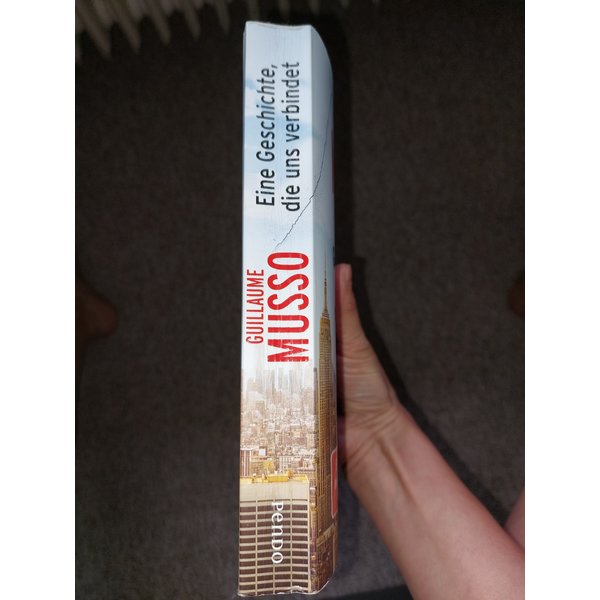 GUILLAUME
MUSSO
Eine Geschichte,
die uns verbindet
PENDO